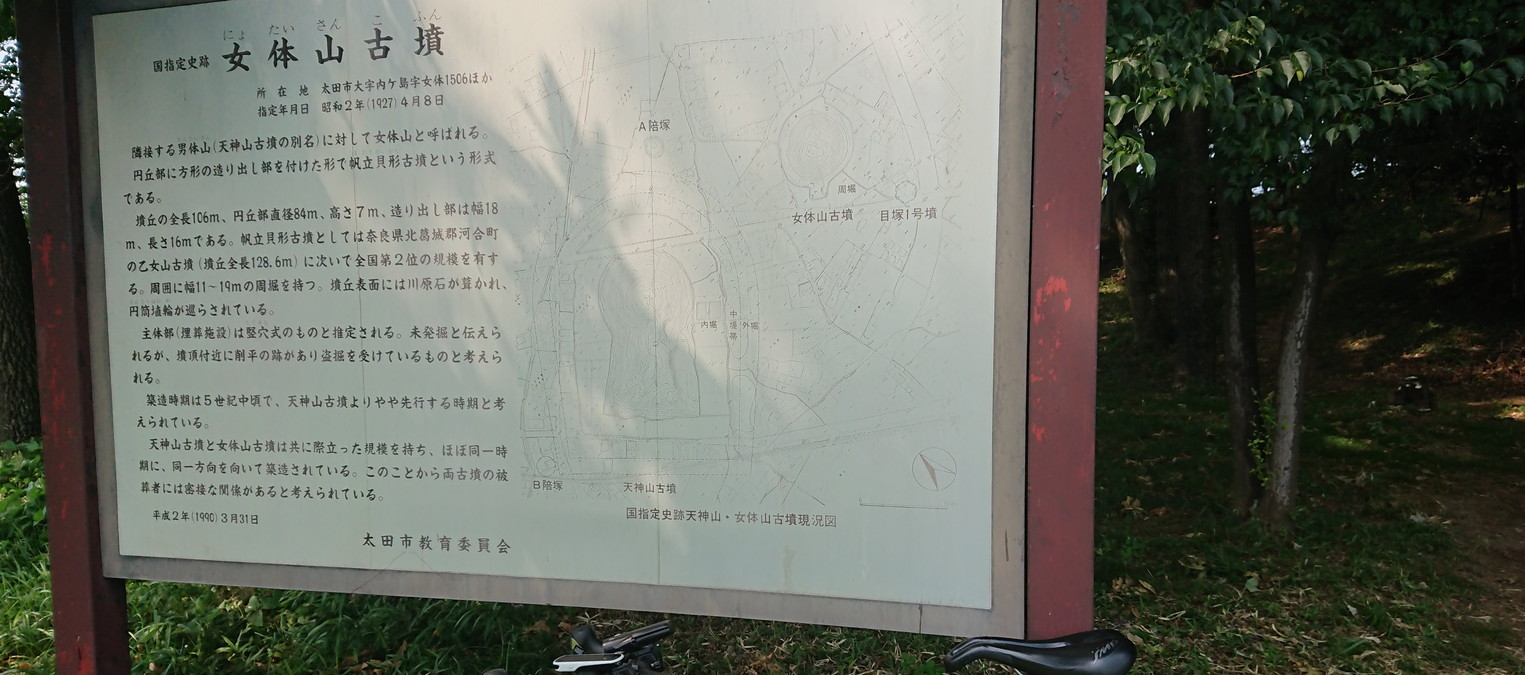 にょ たい さん こ ふん
国指定史跡 女体山古墳
所在地 太田市大字内ケ島字女体1506ほか
指定年月日 昭和2年(1927)4月8日
隣接する男体山(天神山古墳の別名)に対して女体山と呼ばれる。
円丘部に方形の造り出し部を付けた形で帆立貝形古墳という形式
である。
墳丘の全長106m、円丘部直径84m、高さ7m、造り出し部は幅18
m、長さ16mである。帆立貝形古墳としては奈良県北葛城郡河合町
の乙女山古墳(墳丘全長128.6m)に次いで全国第2位の規模を有す
る。周囲に幅11~19mの周堀を持つ。墳丘表面には川原石が葺かれ、
円筒埴輪が巡らされている。
主体部(埋葬施設)は竪穴式のものと推定される。未発掘と伝えら
れるが、墳頂付近に削平の跡があり盗掘を受けているものと考えら
れる。
築造時期は5世紀中頃で、天神山古墳よりやや先行する時期と考
えられている。
天神山古墳と女体山古墳は共に際立った規模を持ち、ほぼ同一時
期に、同一方向を向いて築造されている。このことから両古墳の被
葬者には密接な関係があると考えられている。
平成2年(1990)3月31日
太田市教育委員会
A陪塚
周堀
女体山古墳
目塚1号墳
内堀
中堤帯
外堀
B陪塚
天神山古墳
国指定史跡天神山・女体山古墳現況図